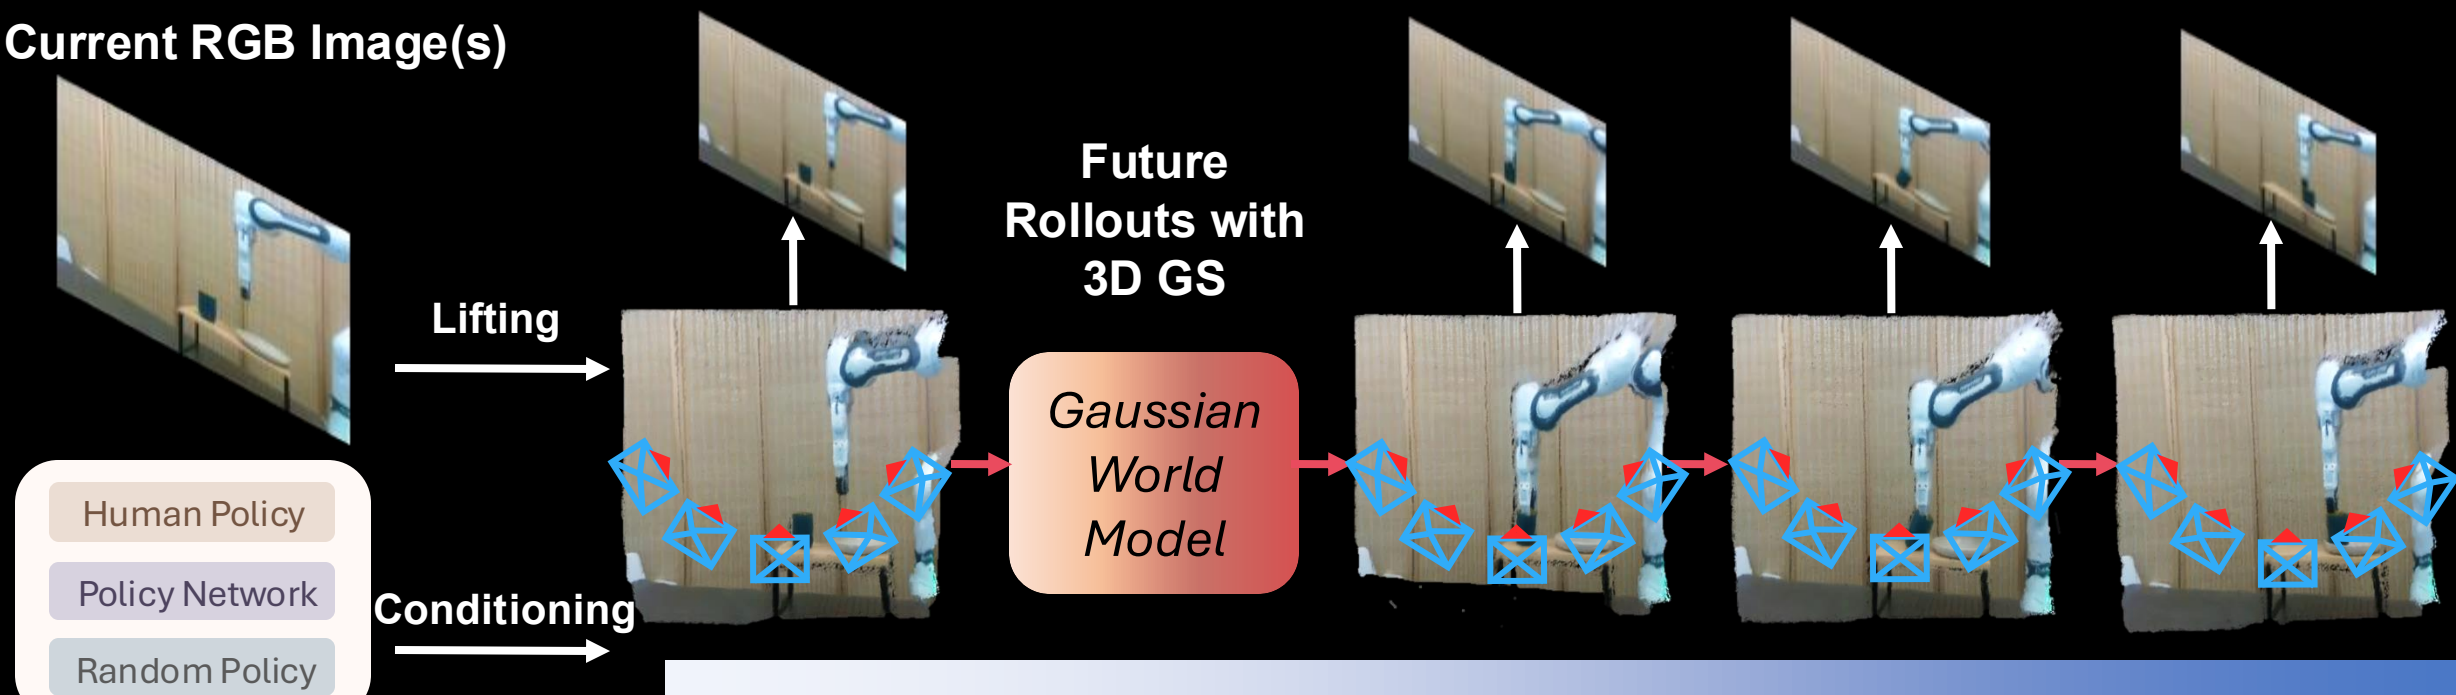 Current RGB Image(s)
Lifting
Future
Rollouts with
3D GS
Gaussian
World
Model
Human Policy
Policy Network
Random Policy
Conditioning